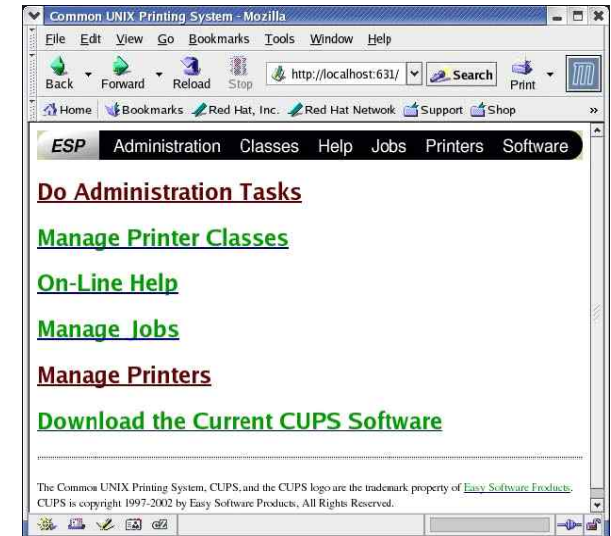 Common UNIX Printing System - Mozilla
File Edit View Go Bookmarks Tools Window Help
Back Forward Reload Stop http://localhost:631/ Search Print
Home Bookmarks Red Hat, Inc. Red Hat Network Support Shop »
ESP Administration Classes Help Jobs Printers Software
Do Administration Tasks
Manage Printer Classes
On-Line Help
Manage Jobs
Manage Printers
Download the Current CUPS Software
The Common UNIX Printing System, CUPS, and the CUPS logo are the trademark property of Easy Software Products.
CUPS is copyright 1997-2002 by Easy Software Products, All Rights Reserved.